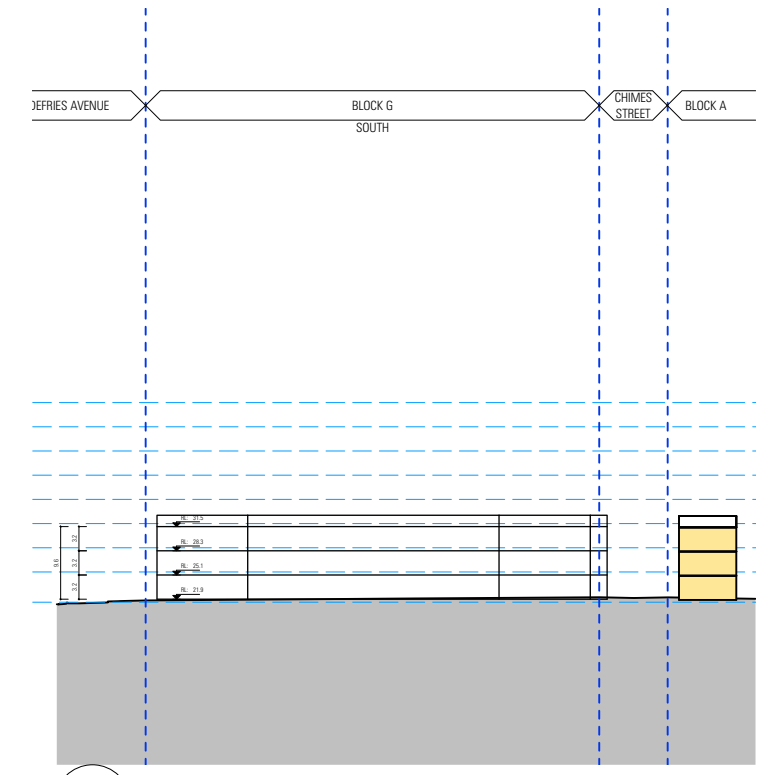 DEFRIES AVENUE
BLOCK G
CHIMES
STREET
BLOCK A
SOUTH
RL: 31.5
RL: 28.3
RL: 25.1
RL: 21.9
9.6
3.2
3.2
3.2